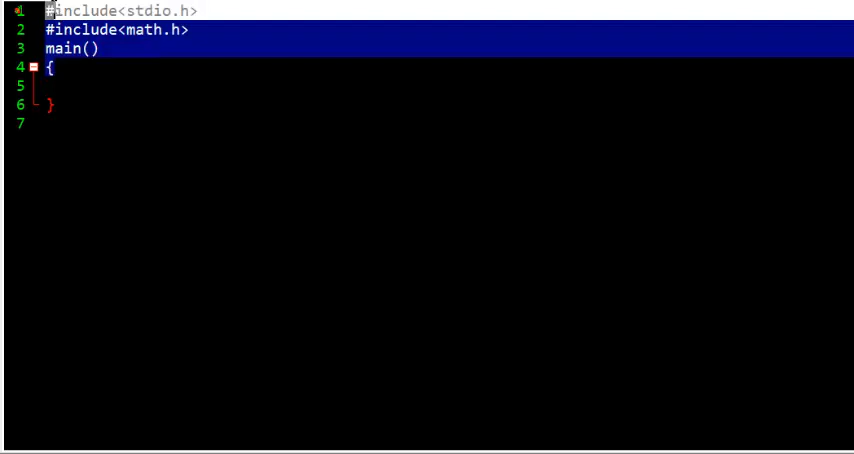 1 #include<stdio.h>
2 #include<math.h>
3 main()
4 {
5
6 }
7